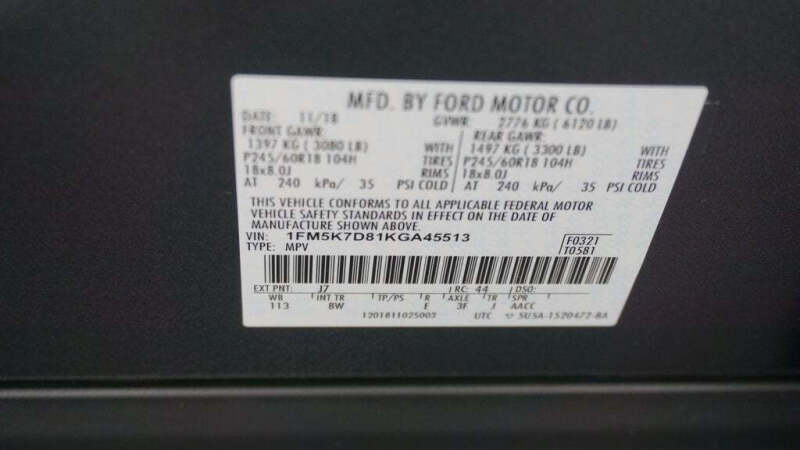 MFD. BY FORD MOTOR CO.
DATE: 11/18 GVWR: 2776 KG ( 6120 LB)
FRONT GAWR: REAR GAWR:
1397 KG ( 3080 LB) WITH 1497 KG ( 3300 LB) WITH
P245/60R18 104H TIRES P245/60R18 104H TIRES
18x8.0J RIMS 18x8.0J RIMS
AT 240 kPa/ 35 PSI COLD AT 240 kPa/ 35 PSI COLD
THIS VEHICLE CONFORMS TO ALL APPLICABLE FEDERAL MOTOR
VEHICLE SAFETY STANDARDS IN EFFECT ON THE DATE OF
MANUFACTURE SHOWN ABOVE.
VIN: 1FM5K7D81KGA45513 F0321
TYPE: MPV T0581
EXT PNT: J7 RC: 44 DSO:
WB INT TR TP/PS R AXLE TR SPR
113 BW E 3F J AACC
1201811025007 UTC 5U5A-1520472-BA